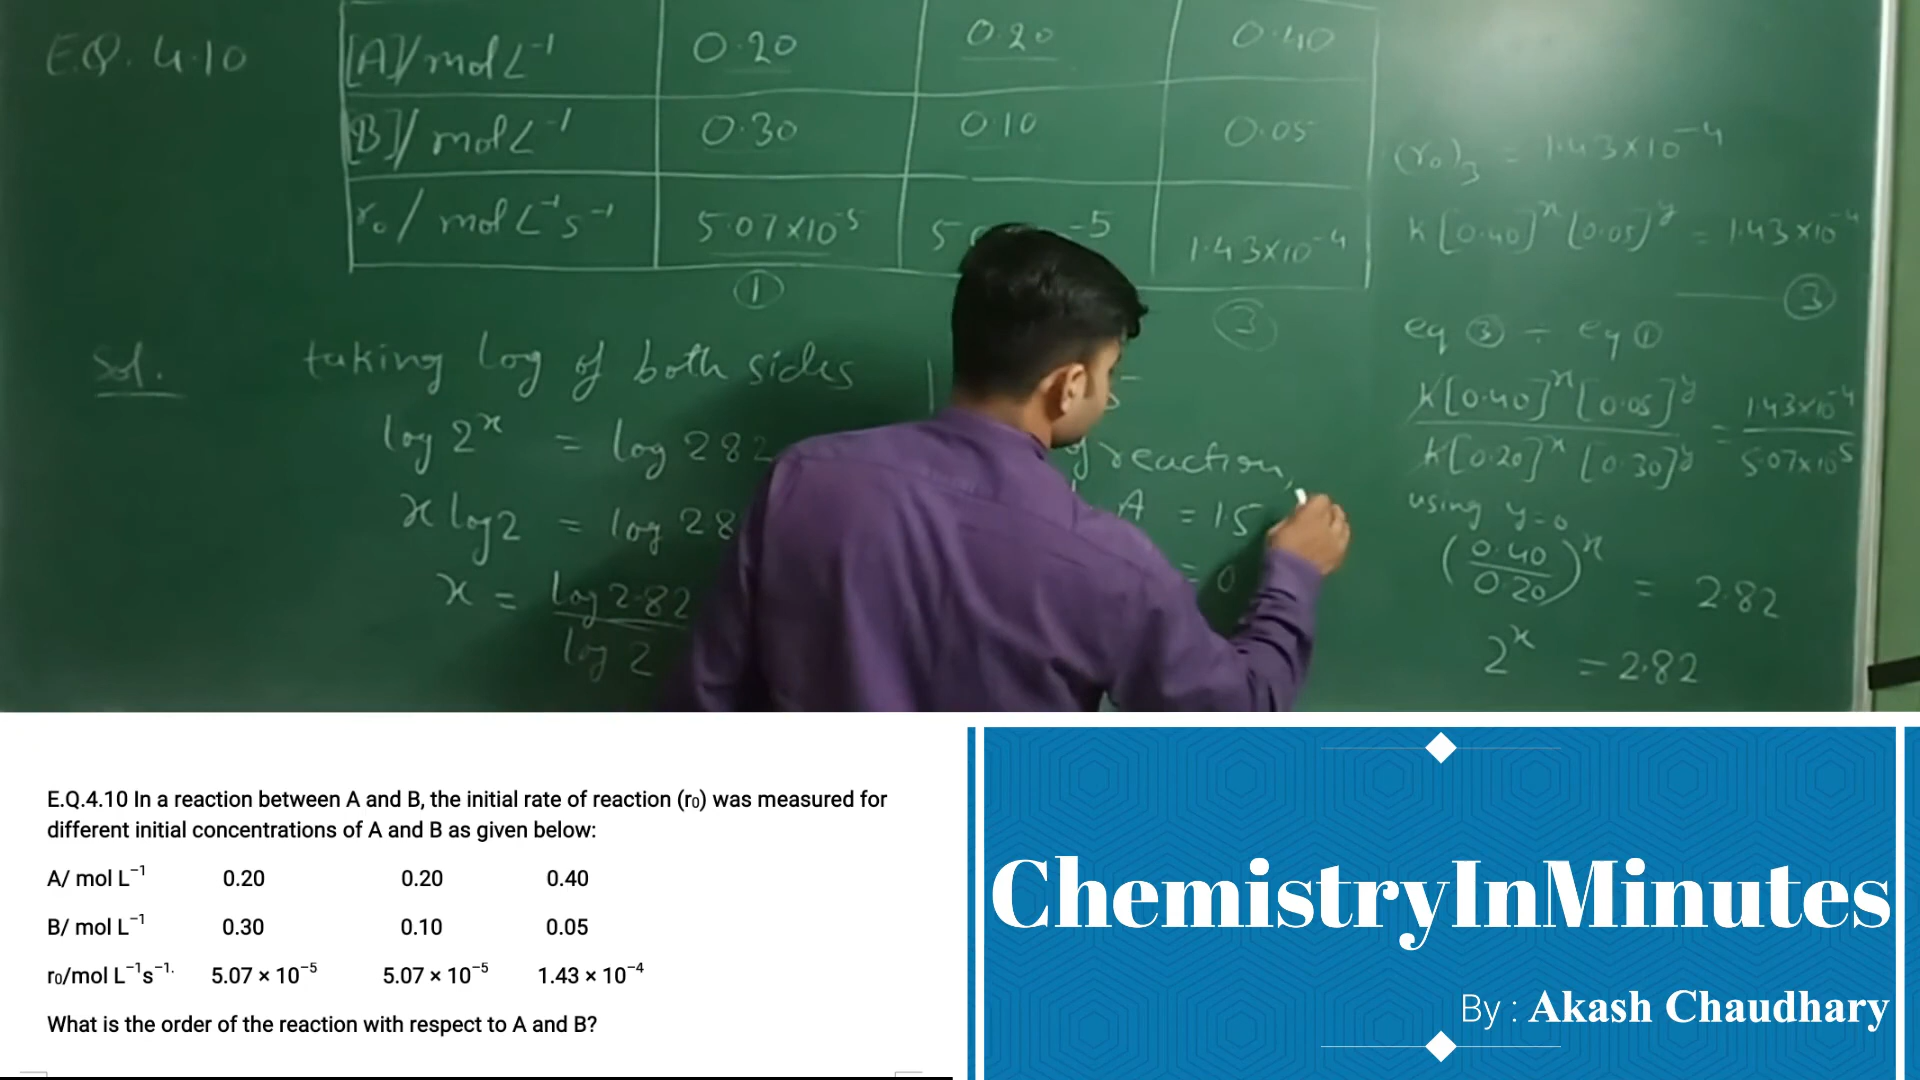 E.Q. 4.10
[A]/mol L⁻¹ 0.20 0.20 0.40
[B]/ mol L⁻¹ 0.30 0.10 0.05
r₀/ mol L⁻¹s⁻¹ 5.07×10⁻⁵ 5 ⁻⁵ 1.43×10⁻⁴
① ③
Sol. taking log of both sides
log 2ˣ = log 282
x log2 = log 28
x = log 2.82
log 2
reaction,
A = 1.5
= 0
(r₀)₃ = 1.43×10⁻⁴
K[0.40]ˣ [0.05]ʸ = 1.43×10⁻⁴
③
eq ③ ÷ eq ①
K[0.40]ˣ [0.05]ʸ = 1.43×10⁻⁴
K[0.20]ˣ [0.30]ʸ 5.07×10⁵
using y=0
(0.40/0.20)ˣ = 2.82
2ˣ = 2.82
E.Q.4.10 In a reaction between A and B, the initial rate of reaction (r₀) was measured for
different initial concentrations of A and B as given below:
A/ mol L⁻¹ 0.20 0.20 0.40
B/ mol L⁻¹ 0.30 0.10 0.05
r₀/mol L⁻¹s⁻¹· 5.07 × 10⁻⁵ 5.07 × 10⁻⁵ 1.43 × 10⁻⁴
What is the order of the reaction with respect to A and B?
ChemistryInMinutes
By : Akash Chaudhary